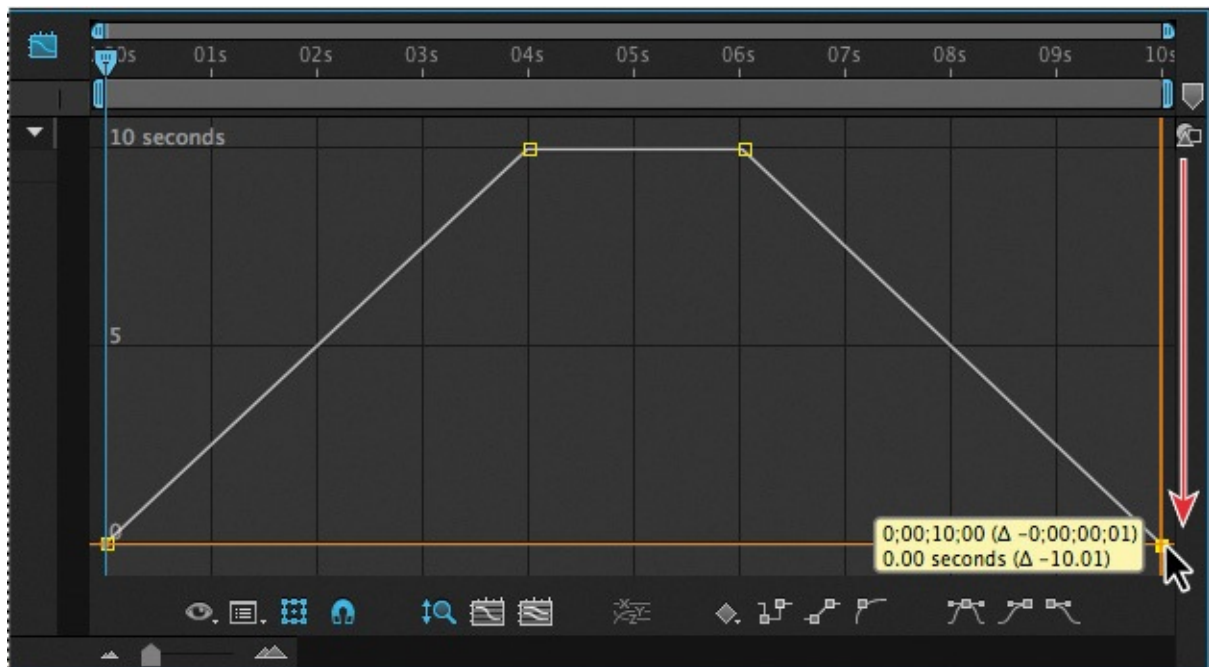 :00s 01s 02s 03s 04s 05s 06s 07s 08s 09s 10s
10 seconds
5
0
0;00;10;00 (Δ -0;00;00;01)
0.00 seconds (Δ -10.01)